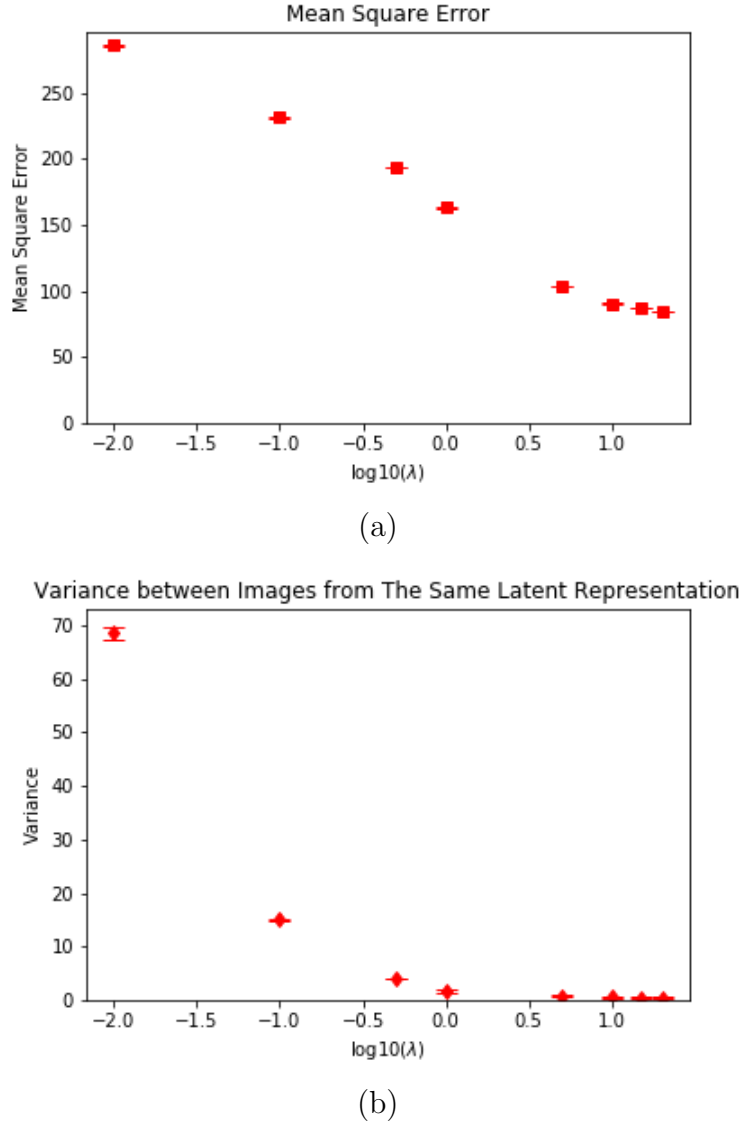 Mean Square Error
250
200
150
100
50
0
Mean Square Error
−2.0 −1.5 −1.0 −0.5 0.0 0.5 1.0
log10(λ)
(a)
Variance between Images from The Same Latent Representation
70
60
50
40
30
20
10
0
Variance
−2.0 −1.5 −1.0 −0.5 0.0 0.5 1.0
log10(λ)
(b)